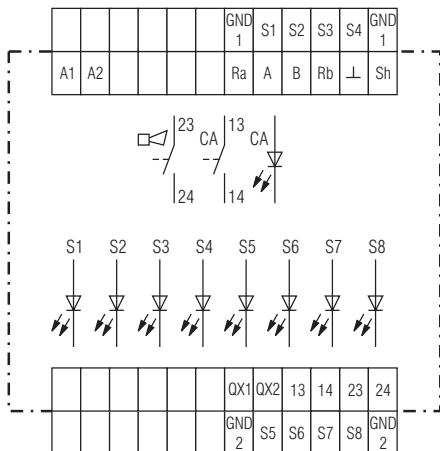 GND 1 S1 S2 S3 S4 GND 1
A1 A2 Ra A B Rb ⊥ Sh
23 13
CA CA
24 14
S1 S2 S3 S4 S5 S6 S7 S8
QX1 QX2 13 14 23 24
GND 2 S5 S6 S7 S8 GND 2